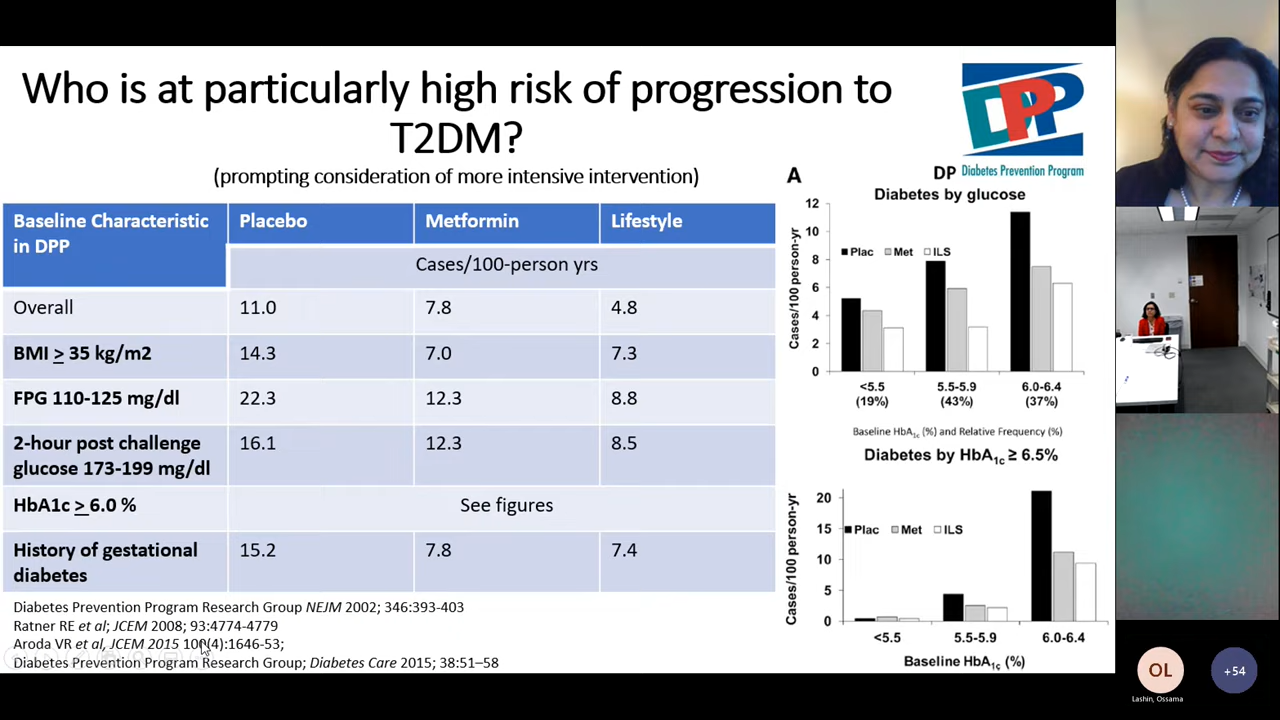 Who is at particularly high risk of progression to
T2DM?
(prompting consideration of more intensive intervention)
DPP
DP Diabetes Prevention Program
Baseline Characteristic
in DPP
Placebo
Metformin
Lifestyle
Cases/100-person yrs
Overall
11.0
7.8
4.8
BMI ≥ 35 kg/m2
14.3
7.0
7.3
FPG 110-125 mg/dl
22.3
12.3
8.8
2-hour post challenge
glucose 173-199 mg/dl
16.1
12.3
8.5
HbA1c ≥ 6.0 %
See figures
History of gestational
diabetes
15.2
7.8
7.4
Diabetes Prevention Program Research Group NEJM 2002; 346:393-403
Ratner RE et al; JCEM 2008; 93:4774-4779
Aroda VR et al, JCEM 2015 100(4):1646-53;
Diabetes Prevention Program Research Group; Diabetes Care 2015; 38:51–58
A
Diabetes by glucose
Cases/100 person-yr
12
10
8
6
4
2
0
Plac Met ILS
<5.5 5.5-5.9 6.0-6.4
(19%) (43%) (37%)
Baseline HbA1c (%) and Relative Frequency (%)
Diabetes by HbA1c ≥ 6.5%
Cases/100 person-yr
20
15
10
5
0
Plac Met ILS
<5.5 5.5-5.9 6.0-6.4
Baseline HbA1c (%)
OL
Lashin, Ossama
+54